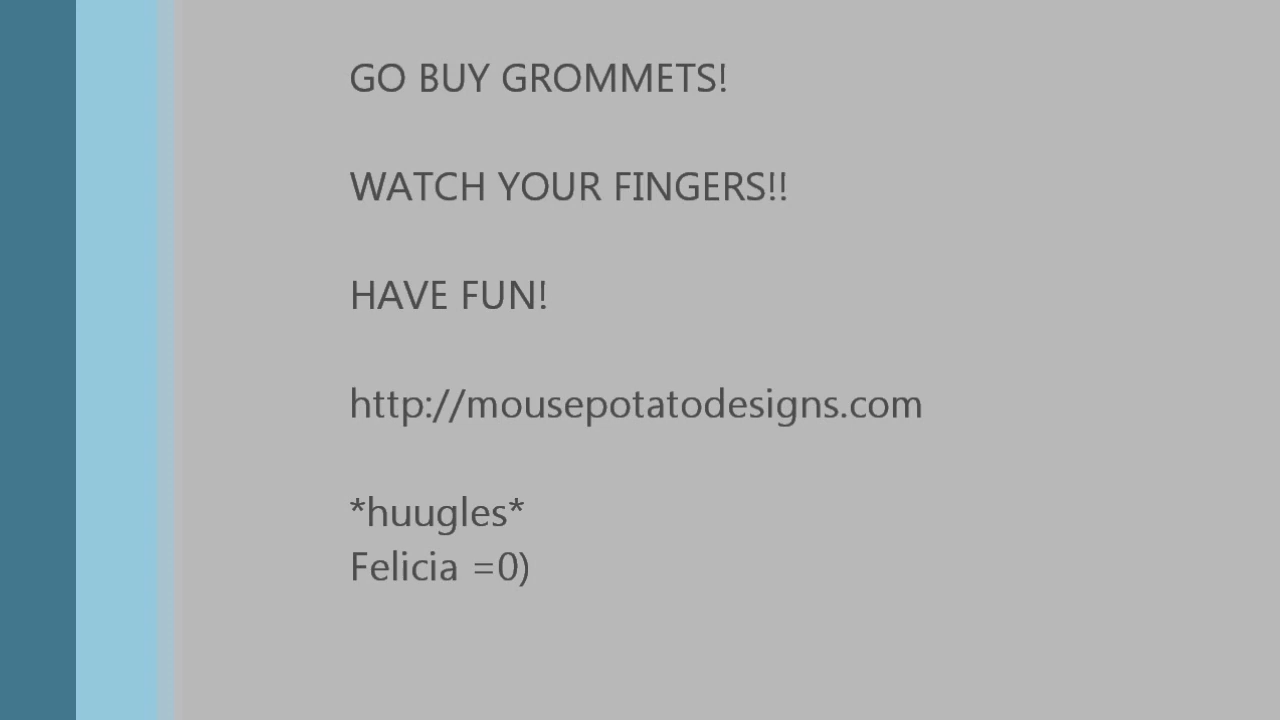 GO BUY GROMMETS!
WATCH YOUR FINGERS!!
HAVE FUN!
http://mousepotatodesigns.com
*huugles*
Felicia =0)